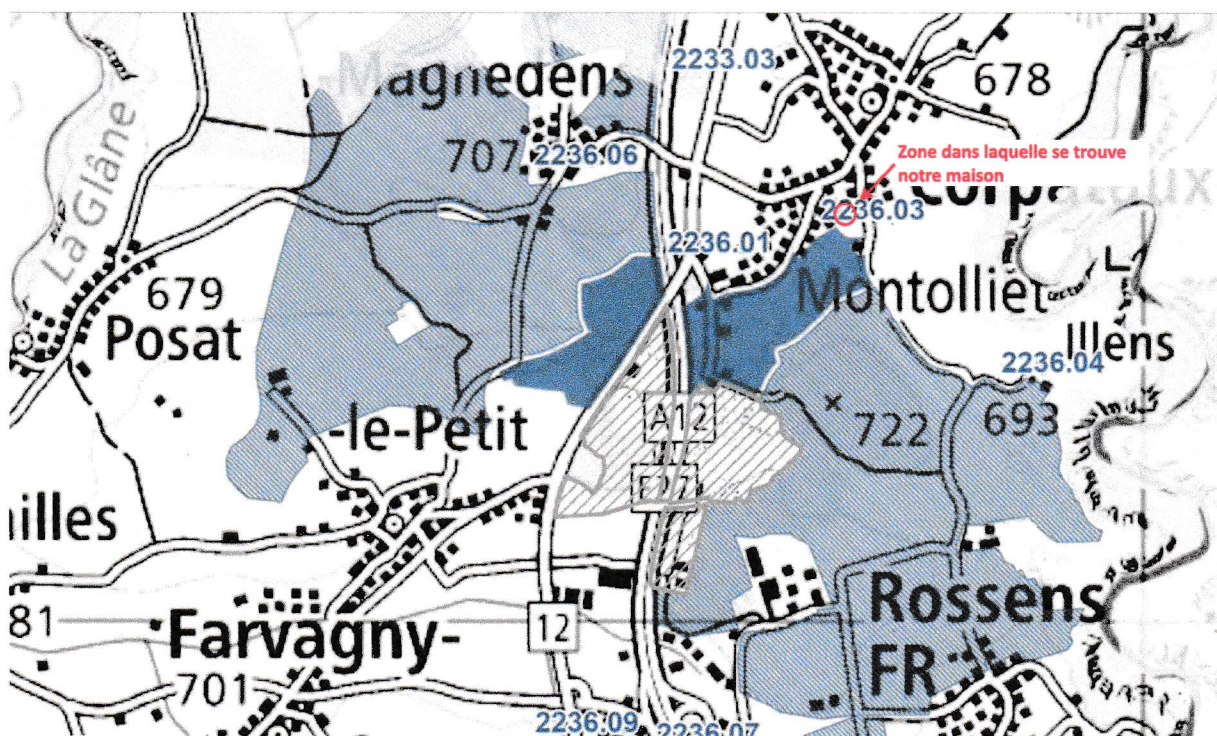 Magnedens
2233.03
678
707
2236.06
Zone dans laquelle se trouve
notre maison
La Glâne
Corpataux
2236.03
2236.01
679
Montolliet
Posat
Illens
2236.04
A12
722
693
-le-Petit
illes
Rossens
FR
81
12
Farvagny-
701
2236.09
2236.07